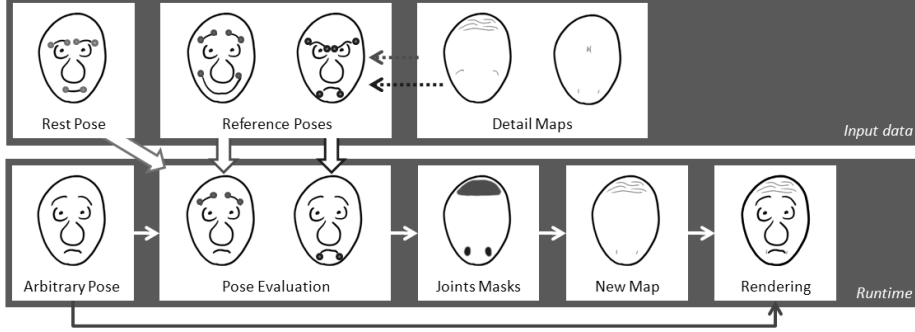 Rest Pose
Reference Poses
Detail Maps
Input data
Arbitrary Pose
Pose Evaluation
Joints Masks
New Map
Rendering
Runtime